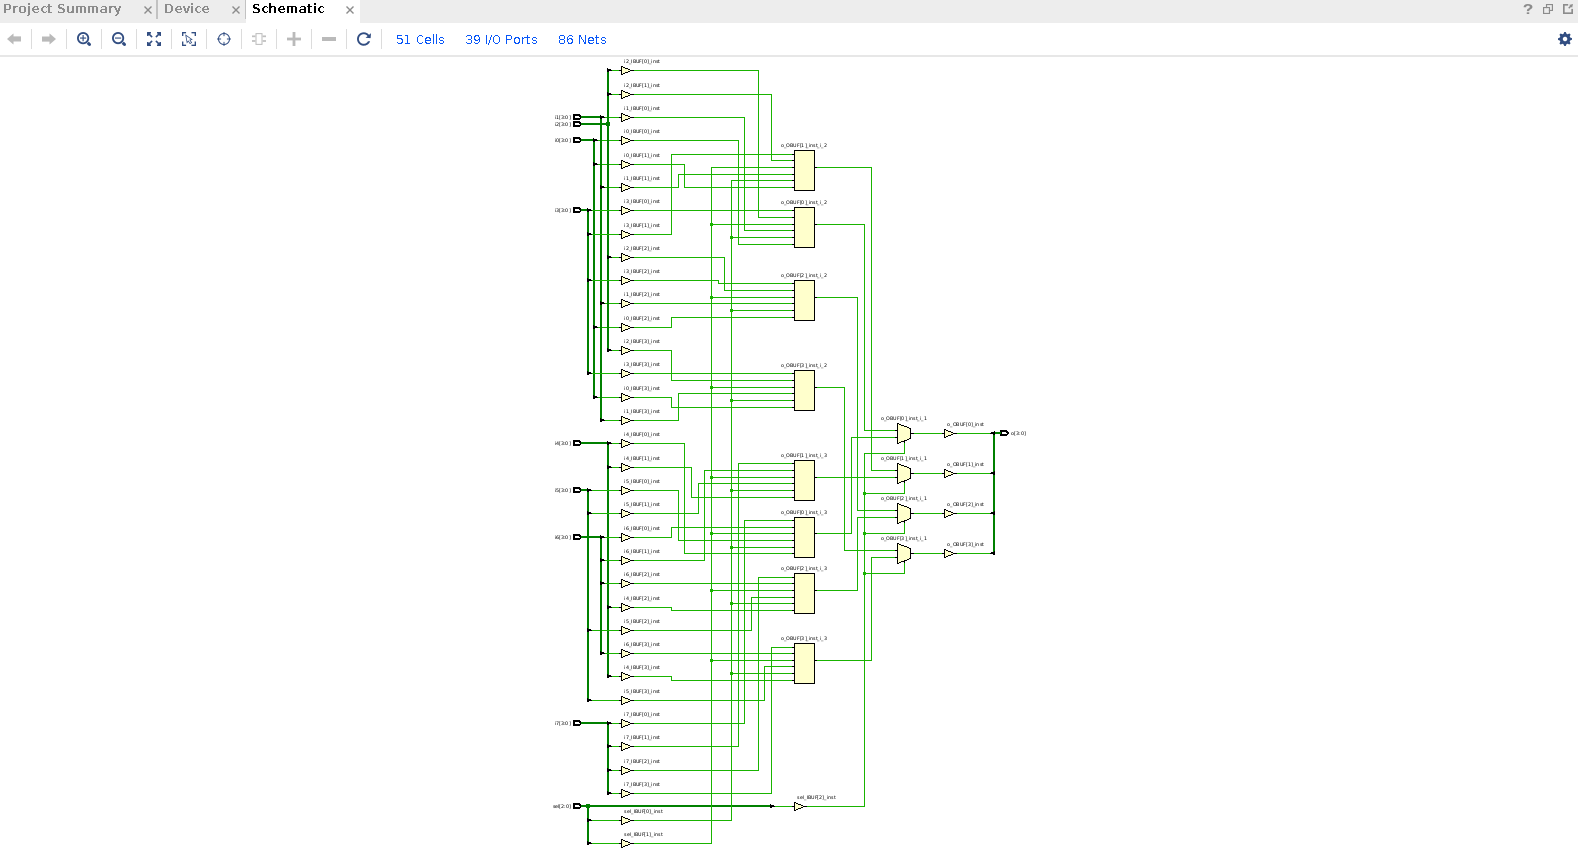 Project Summary
Device
Schematic
51 Cells
39 I/O Ports
86 Nets
i2_IBUF[0]_inst
i2_IBUF[1]_inst
i1_IBUF[0]_inst
i1[3:0]
i2[3:0]
i0_IBUF[0]_inst
i0[3:0]
o_OBUF[1]_inst_i_2
i0_IBUF[1]_inst
i1_IBUF[1]_inst
i3_IBUF[0]_inst
o_OBUF[0]_inst_i_2
i3[3:0]
i3_IBUF[1]_inst
i2_IBUF[2]_inst
i3_IBUF[2]_inst
o_OBUF[2]_inst_i_2
i1_IBUF[2]_inst
i0_IBUF[2]_inst
i2_IBUF[3]_inst
i3_IBUF[3]_inst
o_OBUF[3]_inst_i_2
i0_IBUF[3]_inst
i1_IBUF[3]_inst
o_OBUF[0]_inst_i_1
o_OBUF[0]_inst
o[3:0]
i4_IBUF[0]_inst
i4[3:0]
i4_IBUF[1]_inst
o_OBUF[1]_inst_i_3
o_OBUF[1]_inst_i_1
o_OBUF[1]_inst
i5_IBUF[0]_inst
i5[3:0]
i5_IBUF[1]_inst
o_OBUF[2]_inst_i_1
o_OBUF[2]_inst
o_OBUF[0]_inst_i_3
i6_IBUF[0]_inst
i6[3:0]
o_OBUF[3]_inst_i_1
o_OBUF[3]_inst
i6_IBUF[1]_inst
o_OBUF[2]_inst_i_3
i6_IBUF[2]_inst
i4_IBUF[2]_inst
i5_IBUF[2]_inst
o_OBUF[3]_inst_i_3
i6_IBUF[3]_inst
i4_IBUF[3]_inst
i5_IBUF[3]_inst
i7_IBUF[0]_inst
i7[3:0]
i7_IBUF[1]_inst
i7_IBUF[2]_inst
i7_IBUF[3]_inst
sel_IBUF[2]_inst
sel[2:0]
sel_IBUF[0]_inst
sel_IBUF[1]_inst